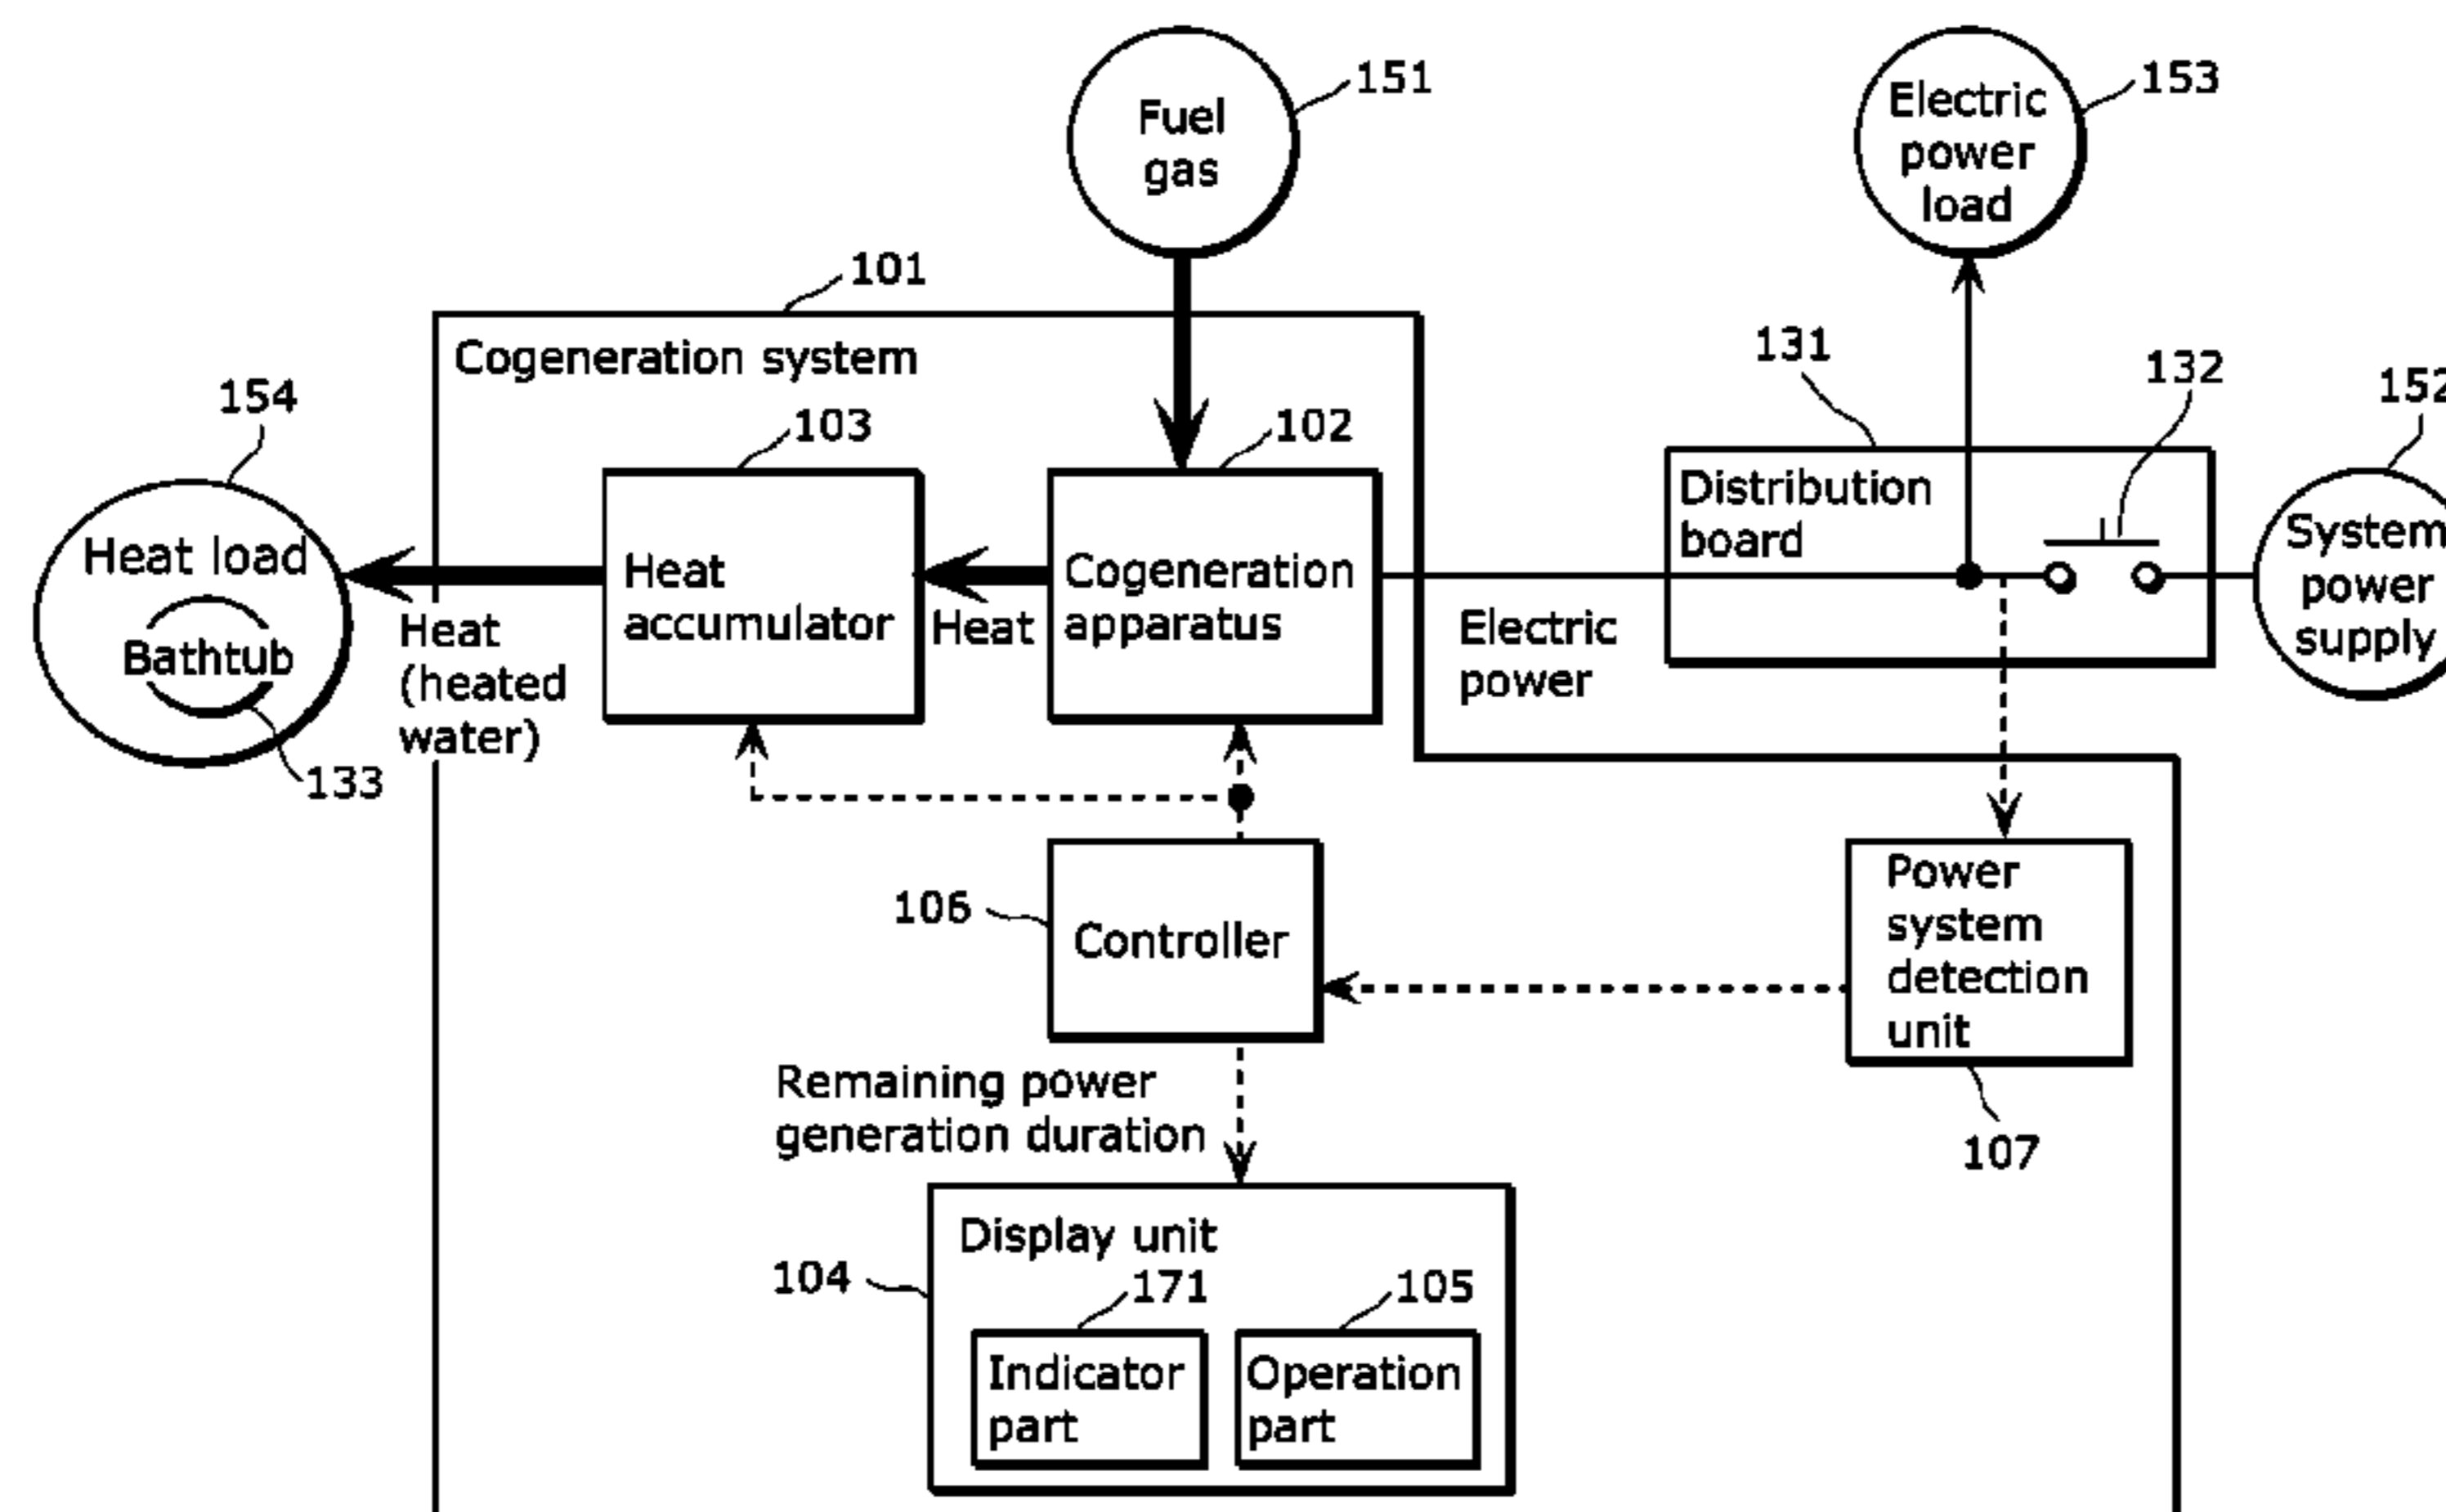 151
Fuel
gas
153
Electric
power
load
101
Cogeneration system
131
132
152
154
103
102
Distribution
board
System
power
supply
Heat load
Bathtub
133
Heat
(heated
water)
Heat
accumulator
Heat
Cogeneration
apparatus
Electric
power
106
Controller
Power
system
detection
unit
107
Remaining power
generation duration
Display unit
104
171
105
Indicator
part
Operation
part